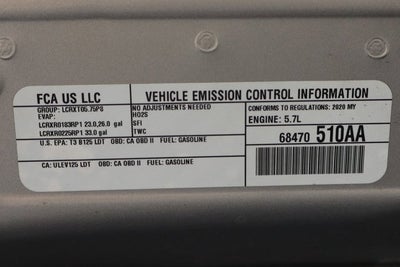 FCA US LLC
VEHICLE EMISSION CONTROL INFORMATION
GROUP: LCRXT05.75P8
EVAP:
LCRXR0183RP1 23.0,26.0 gal
LCRXR0225RP1 33.0 gal
NO ADJUSTMENTS NEEDED
HO2S
SFI
TWC
CONFORMS TO REGULATIONS: 2020 MY
ENGINE: 5.7L
U.S. EPA: T3 B125 LDT OBD: CA OBD II FUEL: GASOLINE
CA: ULEV125 LDT OBD: CA OBD II FUEL: GASOLINE
68470 510AA